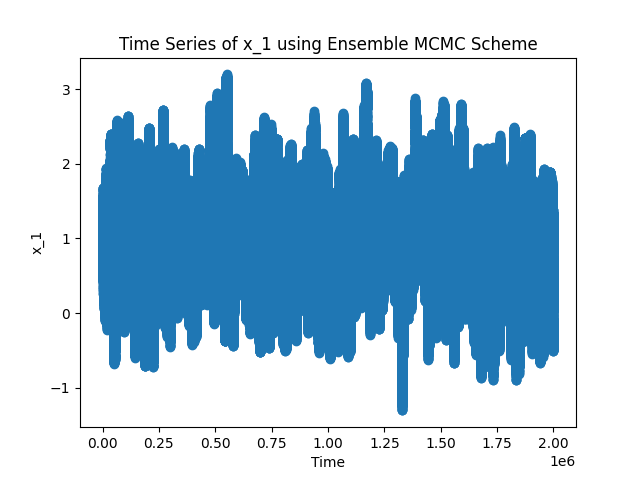 Time Series of x_1 using Ensemble MCMC Scheme
x_1
3
2
1
0
−1
0.00 0.25 0.50 0.75 1.00 1.25 1.50 1.75 2.00
1e6
Time